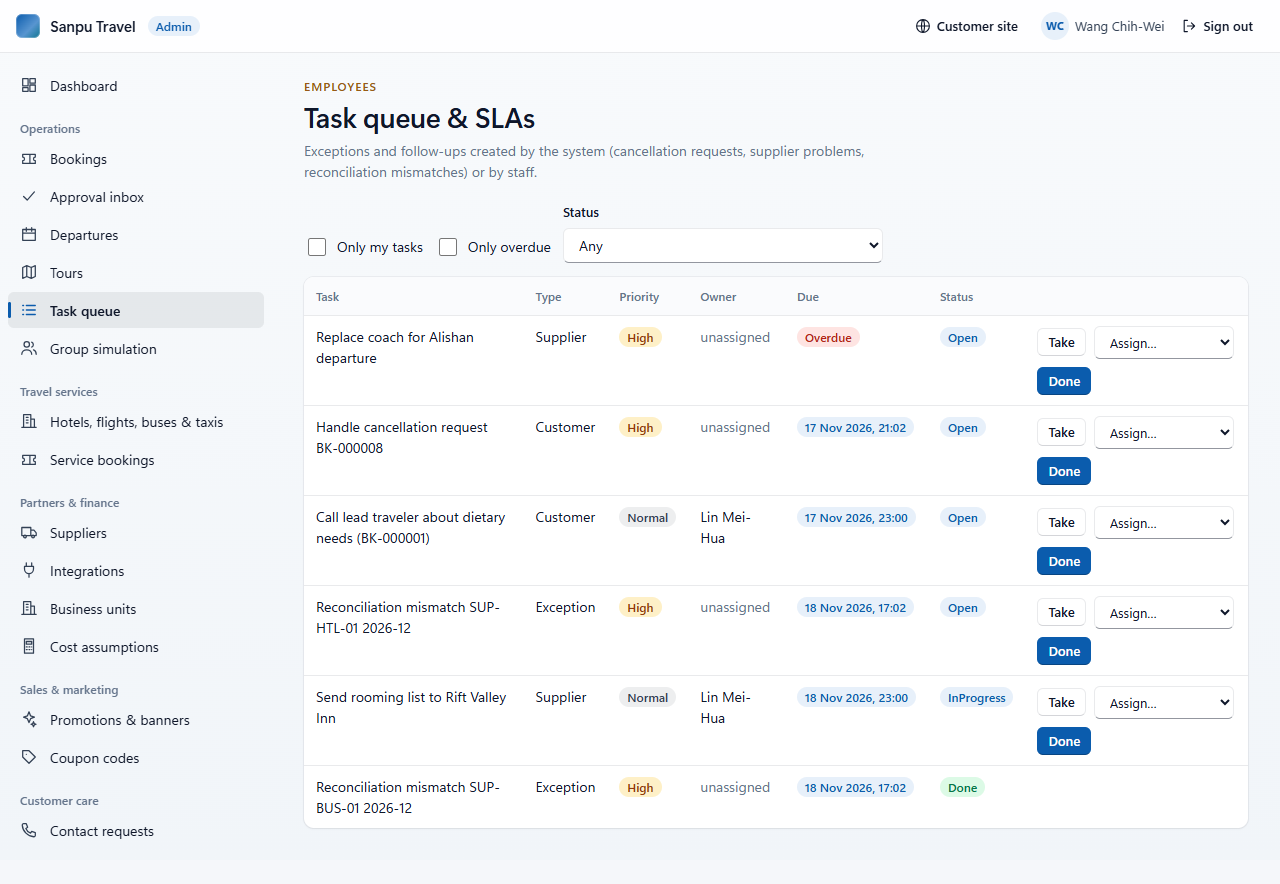 Sanpu Travel Admin Customer site WC Wang Chih-Wei Sign out
Dashboard
Operations
Bookings
Approval inbox
Departures
Tours
Task queue
Group simulation
Travel services
Hotels, flights, buses & taxis
Service bookings
Partners & finance
Suppliers
Integrations
Business units
Cost assumptions
Sales & marketing
Promotions & banners
Coupon codes
Customer care
Contact requests
EMPLOYEES
Task queue & SLAs
Exceptions and follow-ups created by the system (cancellation requests, supplier problems,
reconciliation mismatches) or by staff.
Status
Only my tasks Only overdue Any
Task Type Priority Owner Due Status
Replace coach for Alishan Supplier High unassigned Overdue Open Take Assign...
departure
Done
Handle cancellation request Customer High unassigned 17 Nov 2026, 21:02 Open Take Assign...
BK-000008
Done
Call lead traveler about dietary Customer Normal Lin Mei- 17 Nov 2026, 23:00 Open Take Assign...
needs (BK-000001) Hua
Done
Reconciliation mismatch SUP- Exception High unassigned 18 Nov 2026, 17:02 Open Take Assign...
HTL-01 2026-12
Done
Send rooming list to Rift Valley Supplier Normal Lin Mei- 18 Nov 2026, 23:00 InProgress Take Assign...
Inn Hua
Done
Reconciliation mismatch SUP- Exception High unassigned 18 Nov 2026, 17:02 Done
BUS-01 2026-12